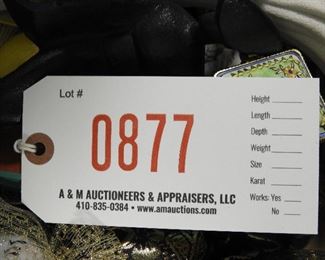 Lot #
0877
A & M AUCTIONEERS & APPRAISERS, LLC
410-835-0384 • www.amauctions.com
Height
Length
Depth
Weight
Size
Karat
Works: Yes
No